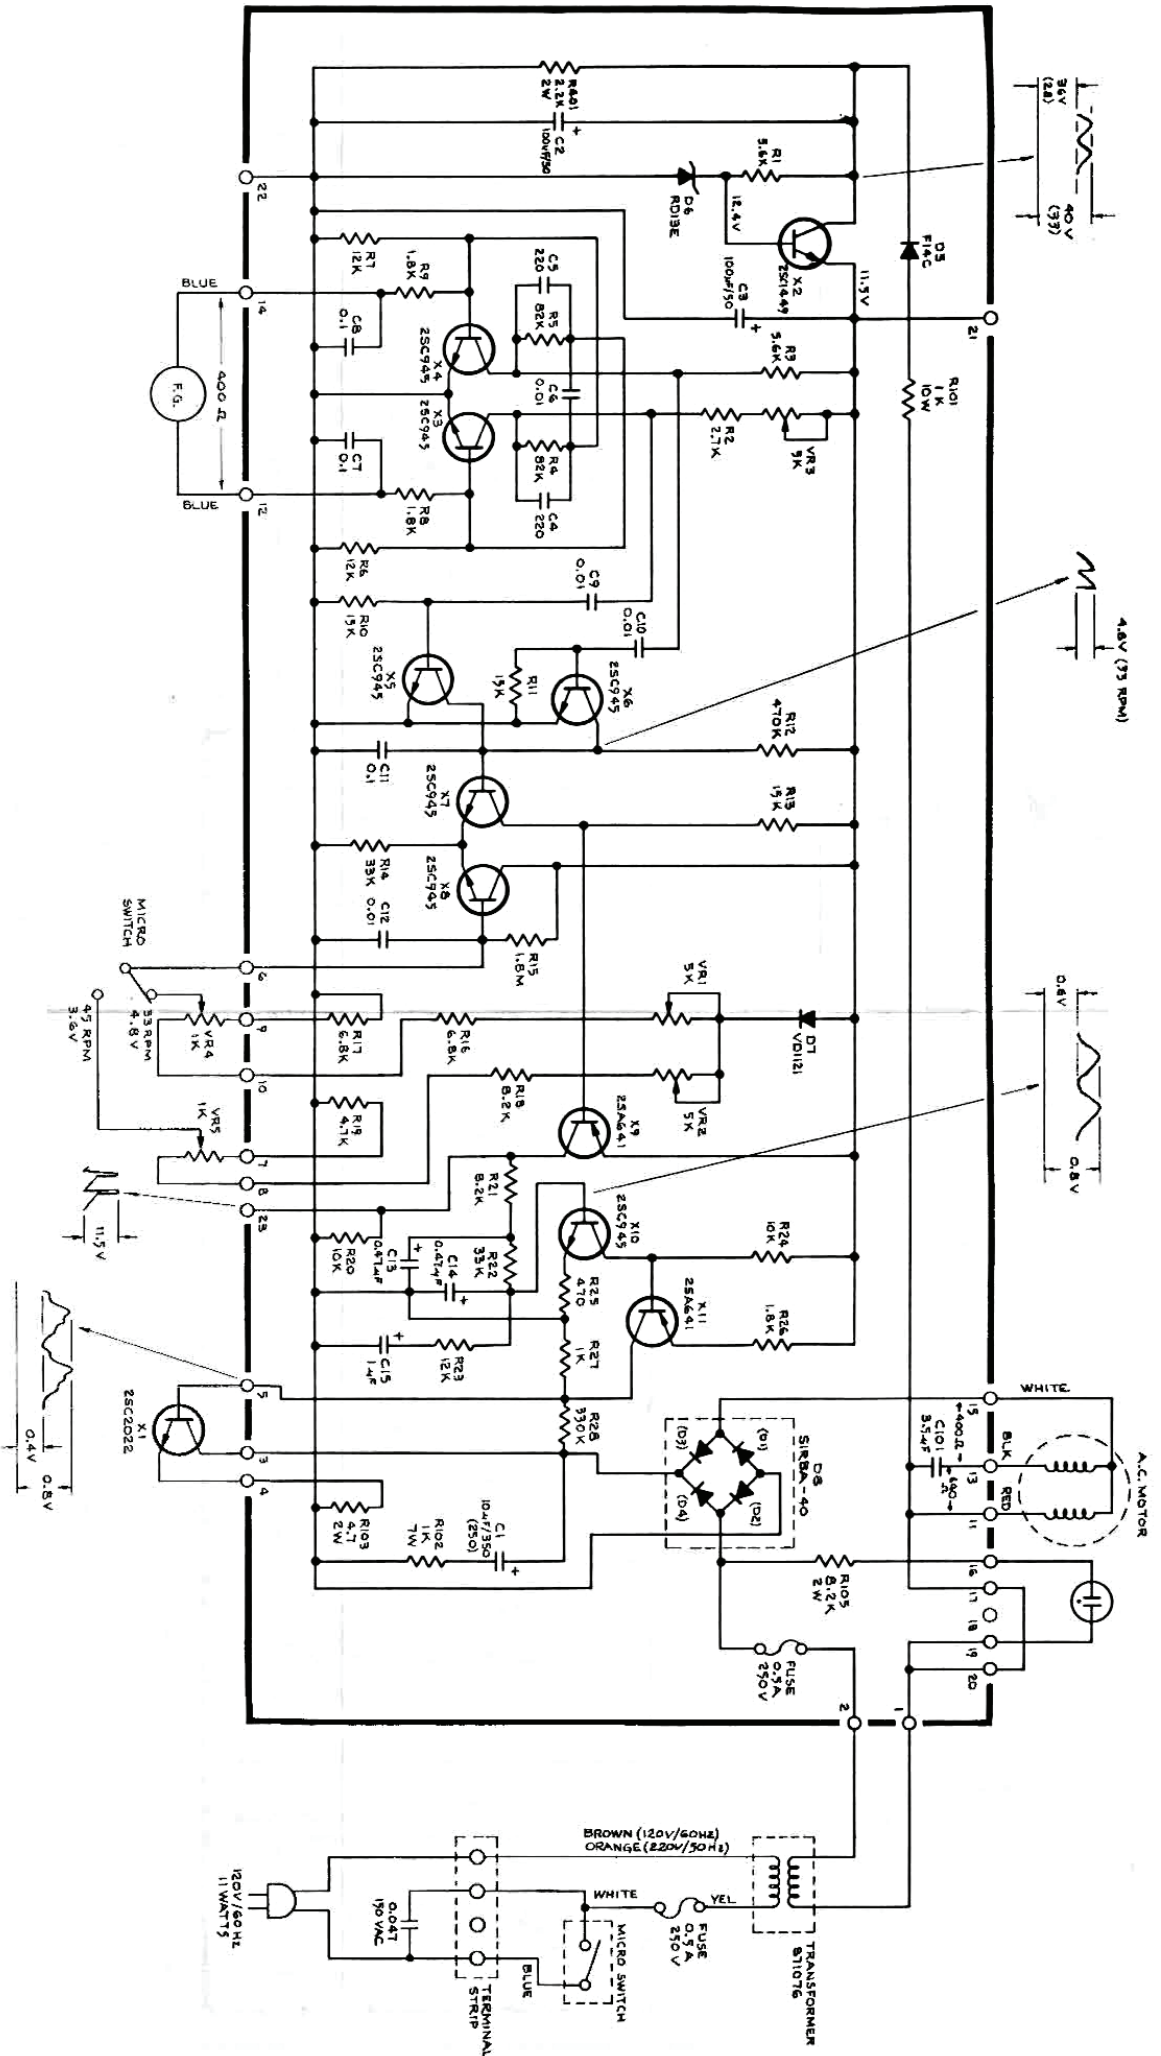 36V
(28)
40V
(33)
4.8V (33 RPM)
0.6V
0.8V
A.C. MOTOR
WHITE
BLK
RED
21
15
13
11
16
17
18
19
20
D5
F14C
R101
1K
10W
←400Ω→
C101
3.5µF
←640Ω→
R401
2.2K
2W
C2
100µF/50
R1
5.6K
D6
RD13E
12.4V
X2
2SC1449
11.5V
C3
100µF/50
R3
5.6K
VR3
5K
R2
2.7K
R7
12K
R9
1.8K
C5
220
R5
82K
C6
0.01
R4
82K
C4
220
X4
2SC945
X3
2SC945
C8
0.1
C7
0.1
R8
1.8K
R6
12K
R10
15K
C9
0.01
C10
0.01
X5
2SC945
R11
15K
X6
2SC945
R12
470K
R13
15K
C11
0.1
X7
2SC945
R14
33K
X8
2SC945
C12
0.01
R15
1.8M
VR1
5K
D7
VD1121
VR2
5K
R17
6.8K
R16
6.8K
R18
8.2K
R19
4.7K
X9
2SA641
R21
8.2K
R20
10K
C13
0.47µF
C14
0.47µF
R22
33K
X10
2SC945
R24
10K
R25
470
X11
2SA641
R26
1.8K
C15
1µF
R23
12K
R27
1K
R28
330K
D8
SIRBA-40
(D1)
(D2)
(D3)
(D4)
R103
4.7
2W
R102
1K
7W
C1
10µF/350
(250)
R105
8.2K
2W
FUSE
0.5A
250V
2
1
22
14
12
6
9
10
7
8
23
5
3
4
BLUE
400Ω
F.G.
BLUE
MICRO
SWITCH
33 RPM
4.8V
VR4
1K
45 RPM
3.6V
VR5
1K
11.5V
X1
2SC2022
0.4V
0.8V
BROWN (120V/60Hz)
ORANGE (220V/50Hz)
TRANSFORMER
871076
YEL
FUSE
0.5A
250V
WHITE
MICRO SWITCH
BLUE
TERMINAL
STRIP
0.047
150VAC
120V/60Hz
11 WATTS